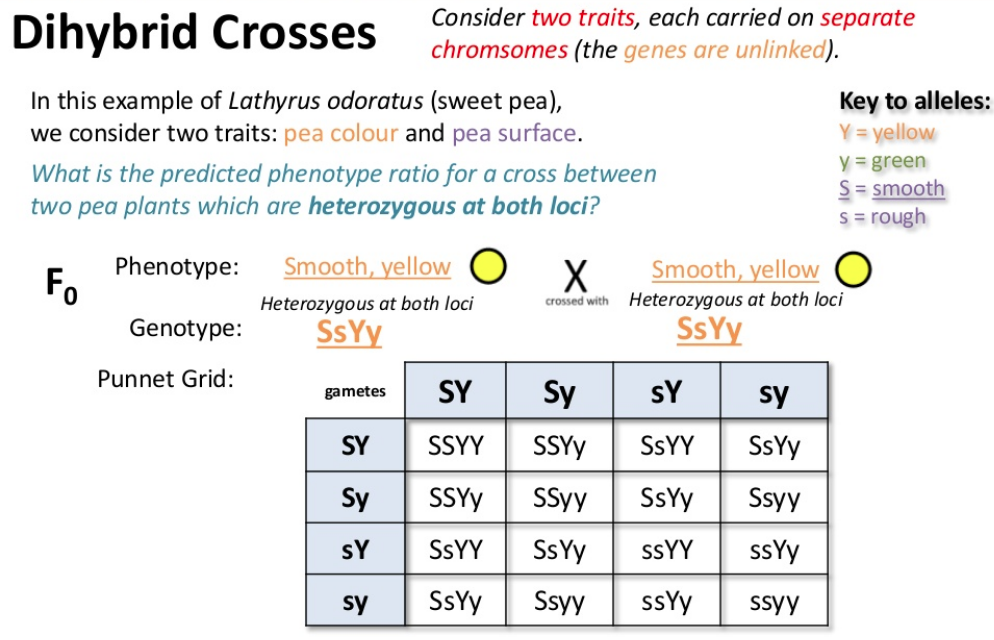 Dihybrid Crosses
Consider two traits, each carried on separate
chromsomes (the genes are unlinked).
In this example of Lathyrus odoratus (sweet pea),
we consider two traits: pea colour and pea surface.
What is the predicted phenotype ratio for a cross between
two pea plants which are heterozygous at both loci?
Key to alleles:
Y = yellow
y = green
S = smooth
s = rough
F0
Phenotype: Smooth, yellow X Smooth, yellow
Heterozygous at both loci crossed with Heterozygous at both loci
Genotype: SsYy SsYy
Punnet Grid:
gametes SY Sy sY sy
SY SSYY SSYy SsYY SsYy
Sy SSYy SSyy SsYy Ssyy
sY SsYY SsYy ssYY ssYy
sy SsYy Ssyy ssYy ssyy